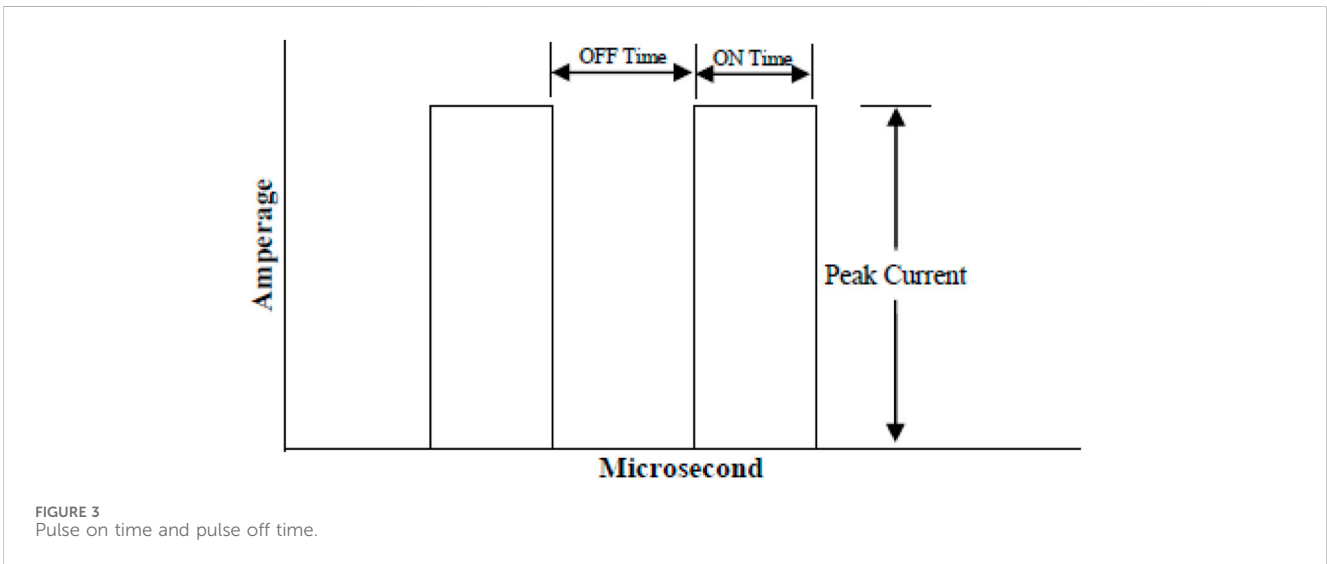 OFF Time
ON Time
Amperage
Peak Current
Microsecond
FIGURE 3
Pulse on time and pulse off time.